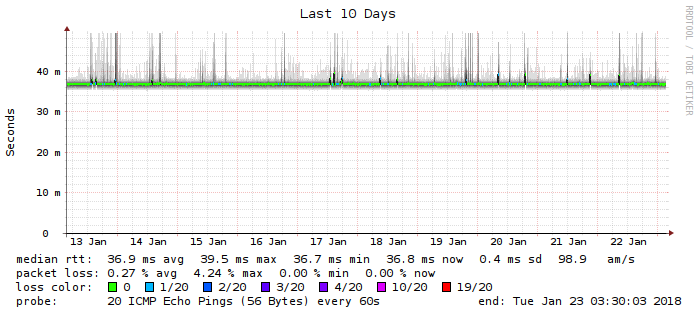 Last 10 Days
RRDTOOL / TOBI OETIKER
Seconds
40 m
30 m
20 m
10 m
0
13 Jan 14 Jan 15 Jan 16 Jan 17 Jan 18 Jan 19 Jan 20 Jan 21 Jan 22 Jan
median rtt: 36.9 ms avg 39.5 ms max 36.7 ms min 36.8 ms now 0.4 ms sd 98.9 am/s
packet loss: 0.27 % avg 4.24 % max 0.00 % min 0.00 % now
loss color: 0 1/20 2/20 3/20 4/20 10/20 19/20
probe: 20 ICMP Echo Pings (56 Bytes) every 60s end: Tue Jan 23 03:30:03 2018